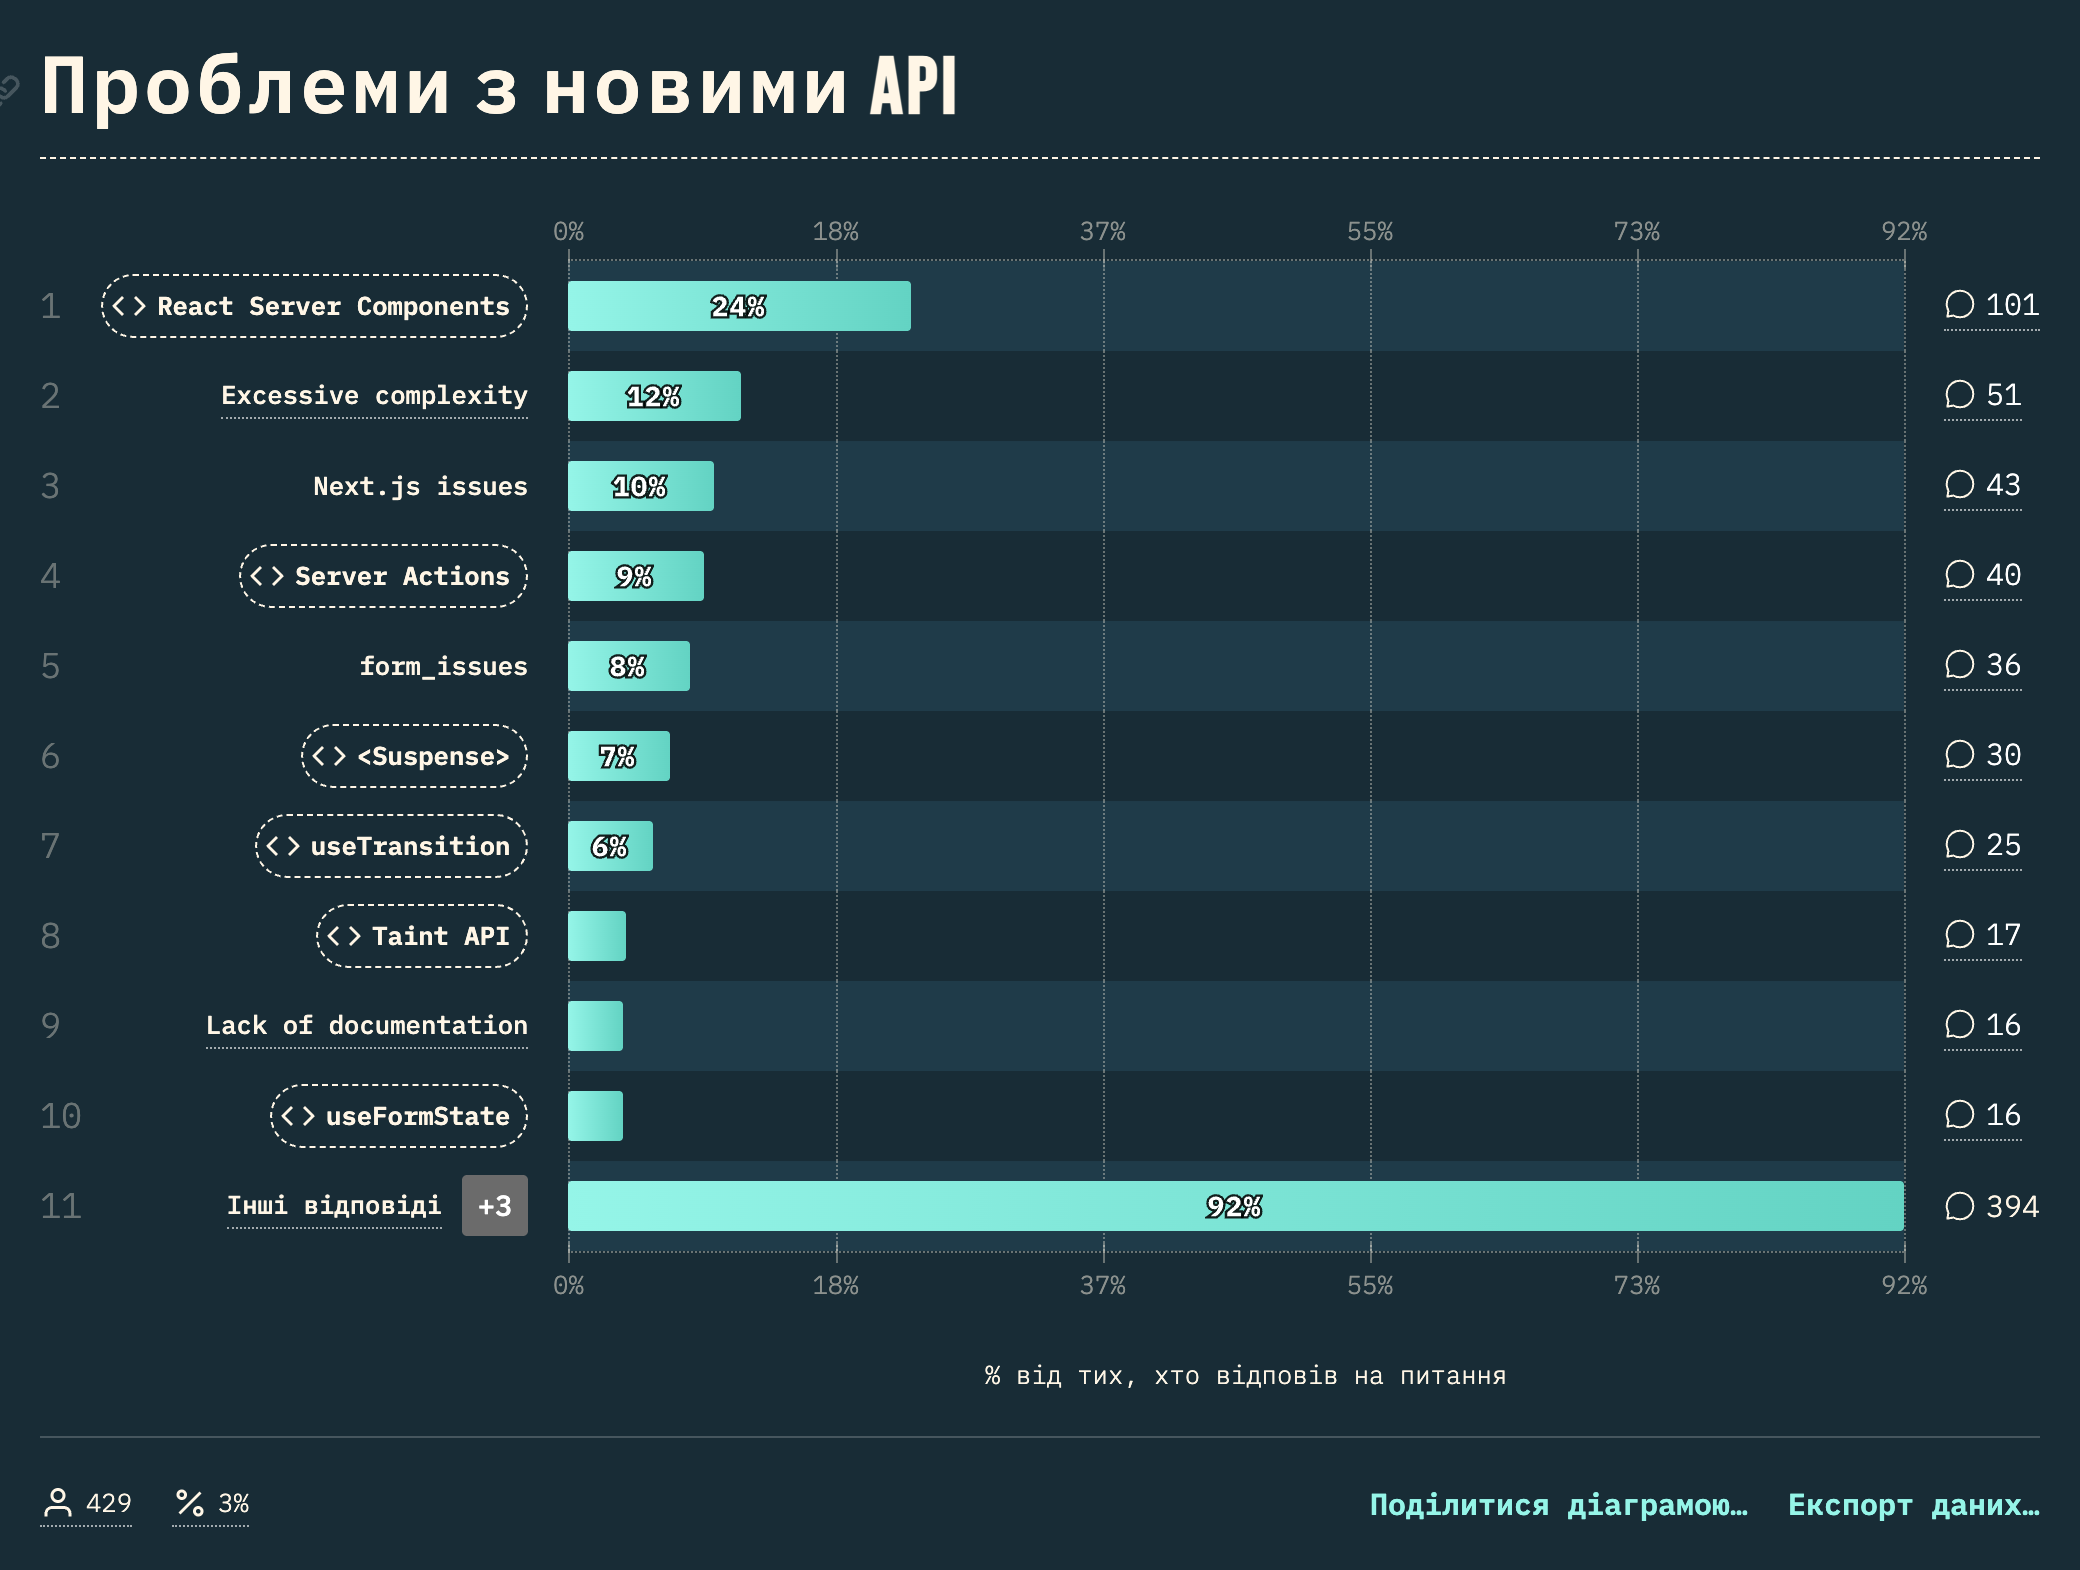 Проблеми з новими API
0% 18% 37% 55% 73% 92%
1 <> React Server Components 24% 101
2 Excessive complexity 12% 51
3 Next.js issues 10% 43
4 <> Server Actions 9% 40
5 form_issues 8% 36
6 <> <Suspense> 7% 30
7 <> useTransition 6% 25
8 <> Taint API 17
9 Lack of documentation 16
10 <> useFormState 16
11 Інші відповіді +3 92% 394
0% 18% 37% 55% 73% 92%
% від тих, хто відповів на питання
429 % 3% Поділитися діаграмою… Експорт даних…